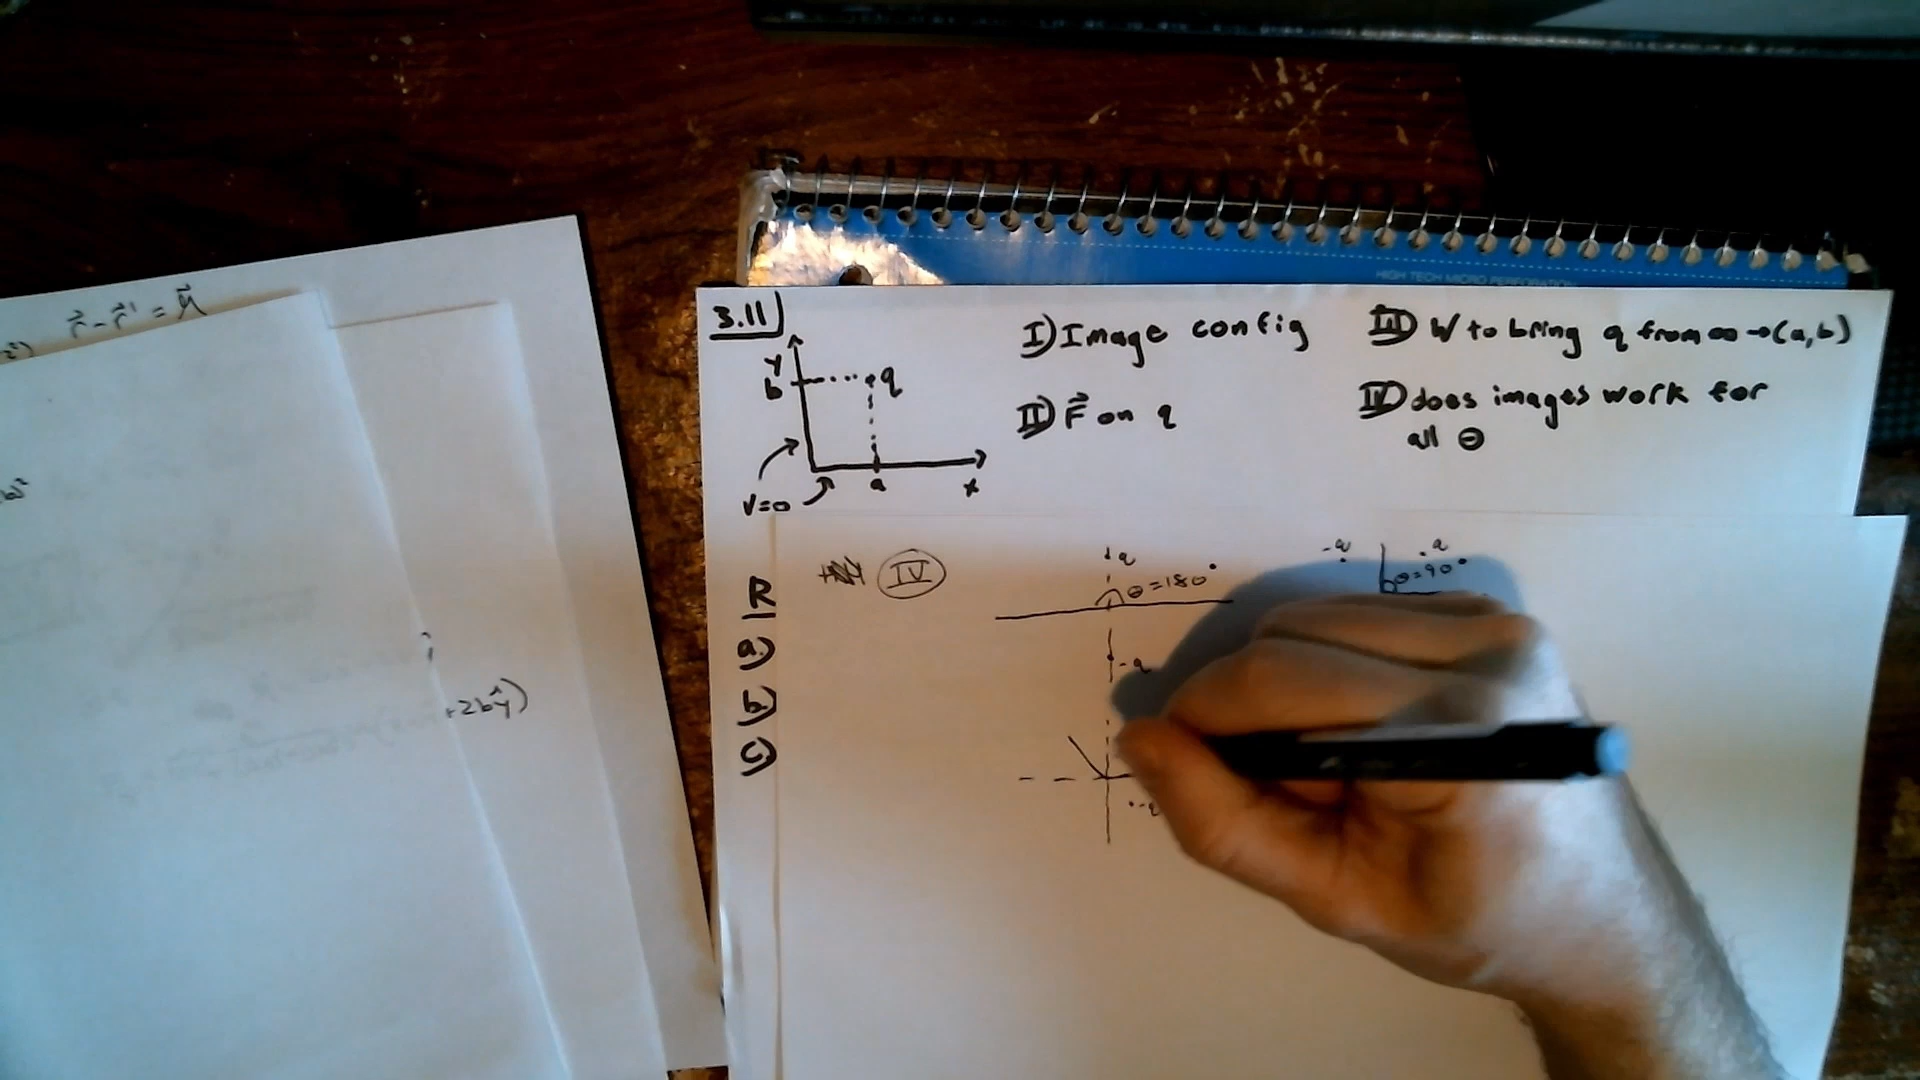 r⃗ - r⃗' = 𝓇⃗
+2bŷ)
HIGH TECH MICRO PERFORATION
3.11
y
b
q
V=0
a
x
I) Image config
II) F⃗ on q
III) W to bring q from ∞→(a,b)
IV) does images work for
all θ
R
a)
b)
c)
IV
q
θ=180°
-q
-q
q
θ=90°
-q